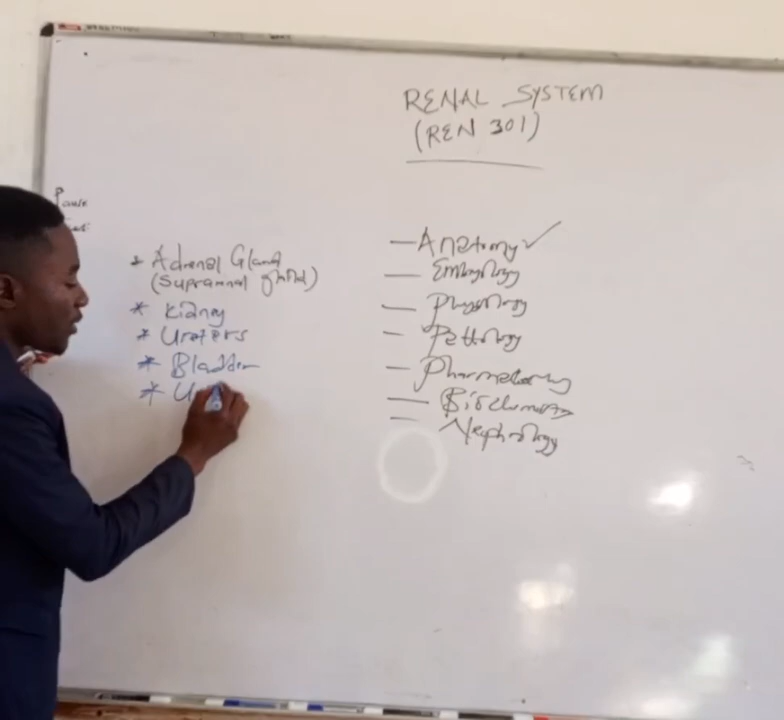 RENAL SYSTEM
(REN 301)
* Adrenal Gland
(Suprarenal gland)
* Kidney
* Ureters
* Bladder
* U
— Anatomy ✓
— Embryology
— Physiology
— Pathology
— Pharmacology
— Biochemistry
— Nephrology